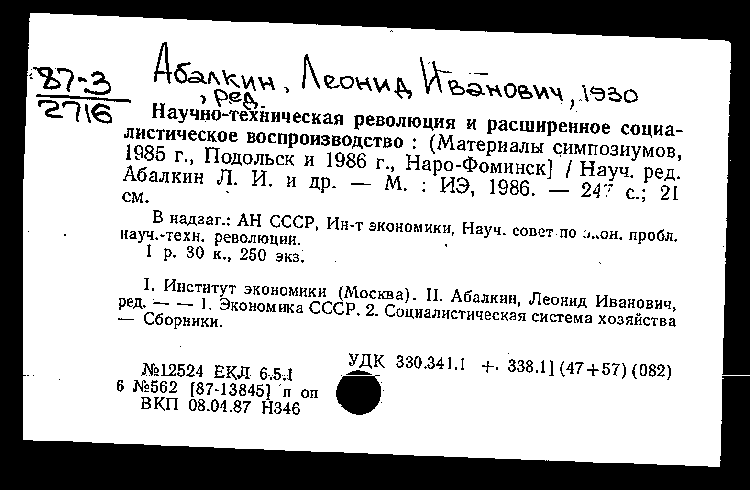 87-3
2716
Абалкин, Леонид Иванович, 1930
, ред.
Научно-техническая революция и расширенное социа-
листическое воспроизводство : (Материалы симпозиумов,
1985 г., Подольск и 1986 г., Наро-Фоминск] / Науч. ред.
Абалкин Л. И. и др. — М. : ИЭ, 1986. — 247 с.; 21
см.
В надзаг.: АН СССР, Ин-т экономики, Науч. совет по пробл.
науч.-техн. революции.
1 р. 30 к., 250 экз.
I. Институт экономики (Москва). II. Абалкин, Леонид Иванович,
ред. — — 1. Экономика СССР. 2. Социалистическая система хозяйства
— Сборники.
УДК 330.341.1 +. 338.1](47+57)(082)
№12524 ЕКЛ 6.5.1
6 №562 [87-13845] п оп
ВКП 08.04.87 Н346